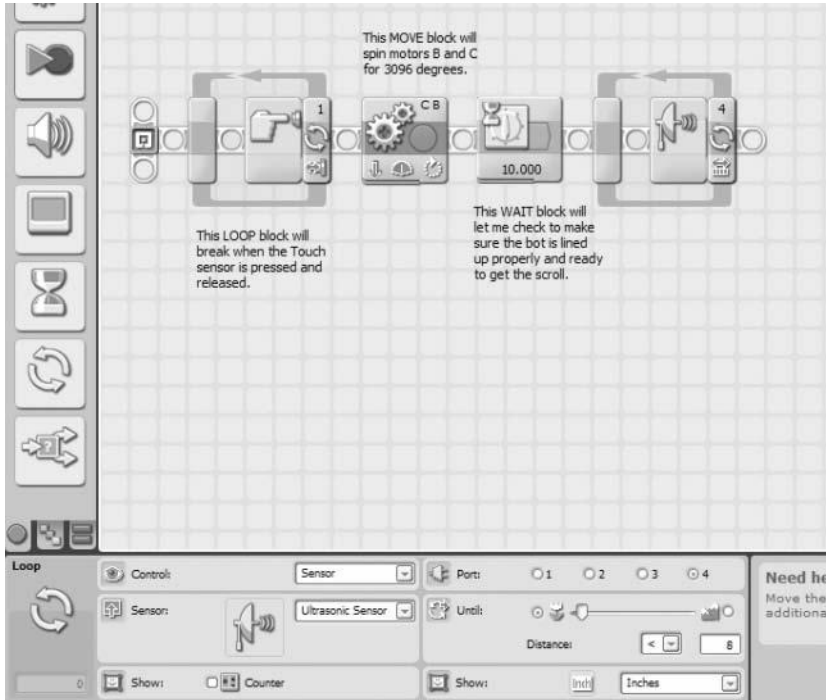 This MOVE block will
spin motors B and C
for 3096 degrees.
1
C B
4
10.000
This LOOP block will
break when the Touch
sensor is pressed and
released.
This WAIT block will
let me check to make
sure the bot is lined
up properly and ready
to get the scroll.
Loop
0
Control:
Sensor
Sensor:
Ultrasonic Sensor
Show:
Counter
Port:
1 2 3 4
Until:
Distance:
< 8
Show:
Inch
Inches
Need he
Move the
additiona